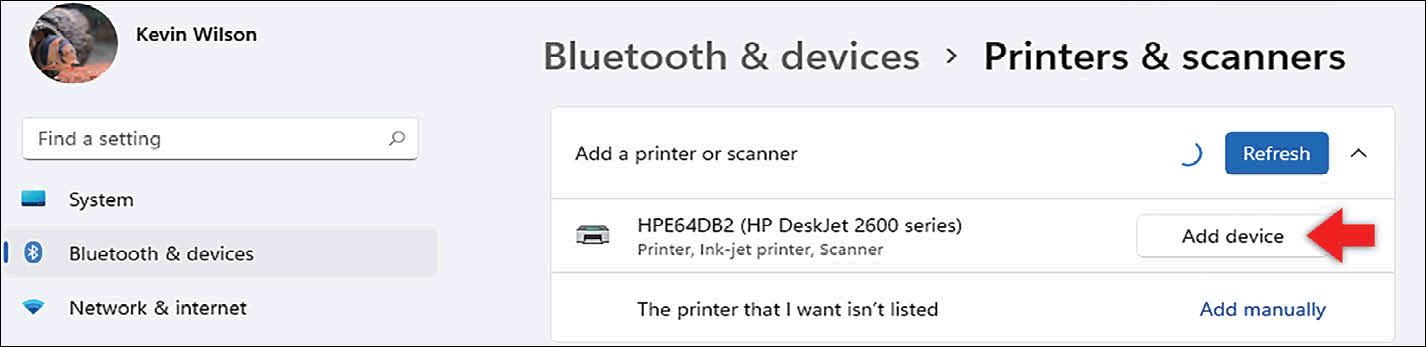 Kevin Wilson
Bluetooth & devices > Printers & scanners
Find a setting
Add a printer or scanner
Refresh
System
HPE64DB2 (HP DeskJet 2600 series)
Printer, Ink-jet printer, Scanner
Add device
Bluetooth & devices
Network & internet
The printer that I want isn't listed
Add manually